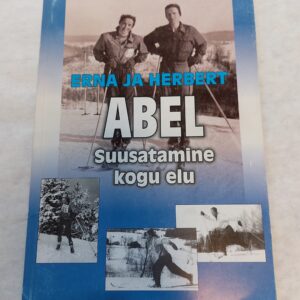 ERNA JA HERBERT
ABEL
Suusatamine
kogu elu